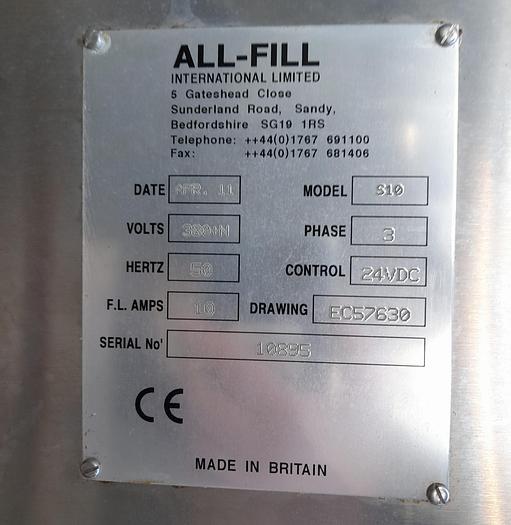 ALL-FILL
INTERNATIONAL LIMITED
5 Gateshead Close
Sunderland Road, Sandy,
Bedfordshire SG19 1RS
Telephone: ++44(0)1767 691100
Fax: ++44(0)1767 681406
DATE APR. 11 MODEL S10
VOLTS 380+N PHASE 3
HERTZ 50 CONTROL 24VDC
F.L. AMPS 10 DRAWING EC57630
SERIAL No' 10895
CE
MADE IN BRITAIN